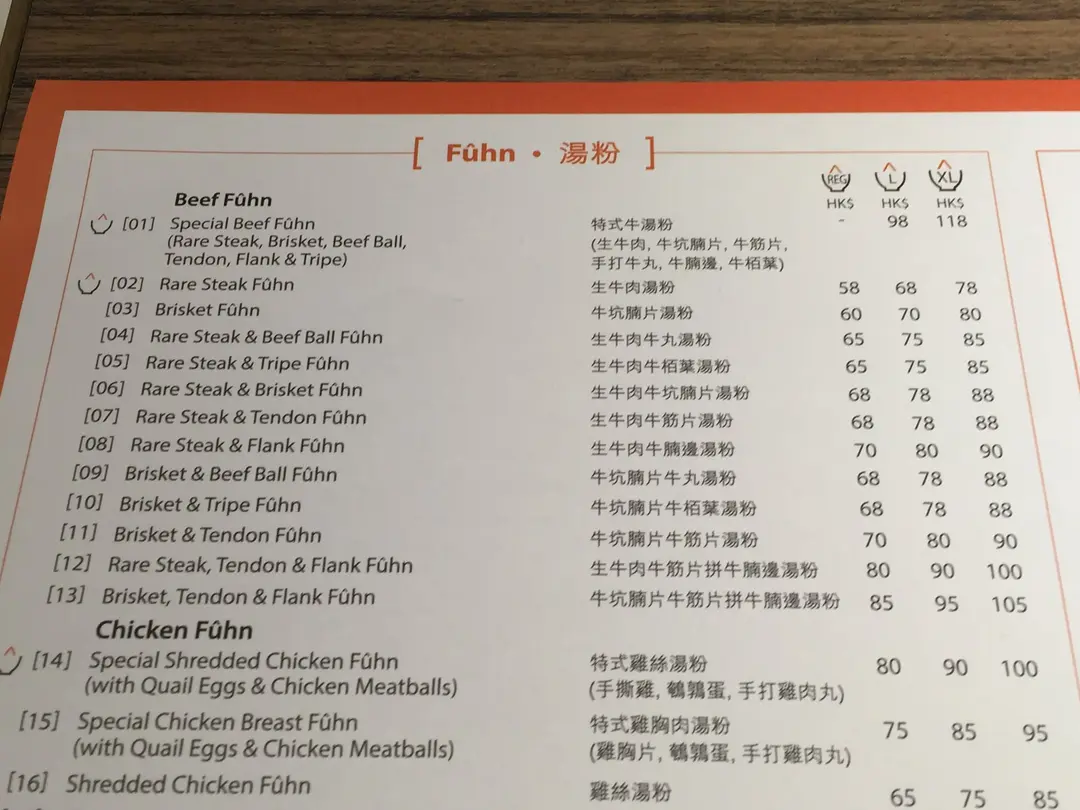 [ Fûhn • 湯粉 ]
REG L XL
Beef Fûhn HK$ HK$ HK$
[01] Special Beef Fûhn 特式牛湯粉 - 98 118
(Rare Steak, Brisket, Beef Ball, (生牛肉, 牛坑腩片, 牛筋片,
Tendon, Flank & Tripe) 手打牛丸, 牛腩邊, 牛栢葉)
[02] Rare Steak Fûhn 生牛肉湯粉 58 68 78
[03] Brisket Fûhn 牛坑腩片湯粉 60 70 80
[04] Rare Steak & Beef Ball Fûhn 生牛肉牛丸湯粉 65 75 85
[05] Rare Steak & Tripe Fûhn 生牛肉牛栢葉湯粉 65 75 85
[06] Rare Steak & Brisket Fûhn 生牛肉牛坑腩片湯粉 68 78 88
[07] Rare Steak & Tendon Fûhn 生牛肉牛筋片湯粉 68 78 88
[08] Rare Steak & Flank Fûhn 生牛肉牛腩邊湯粉 70 80 90
[09] Brisket & Beef Ball Fûhn 牛坑腩片牛丸湯粉 68 78 88
[10] Brisket & Tripe Fûhn 牛坑腩片牛栢葉湯粉 68 78 88
[11] Brisket & Tendon Fûhn 牛坑腩片牛筋片湯粉 70 80 90
[12] Rare Steak, Tendon & Flank Fûhn 生牛肉牛筋片拼牛腩邊湯粉 80 90 100
[13] Brisket, Tendon & Flank Fûhn 牛坑腩片牛筋片拼牛腩邊湯粉 85 95 105
Chicken Fûhn
[14] Special Shredded Chicken Fûhn 特式雞絲湯粉 80 90 100
(with Quail Eggs & Chicken Meatballs) (手撕雞, 鵪鶉蛋, 手打雞肉丸)
[15] Special Chicken Breast Fûhn 特式雞胸肉湯粉 75 85 95
(with Quail Eggs & Chicken Meatballs) (雞胸片, 鵪鶉蛋, 手打雞肉丸)
[16] Shredded Chicken Fûhn 雞絲湯粉 65 75 85